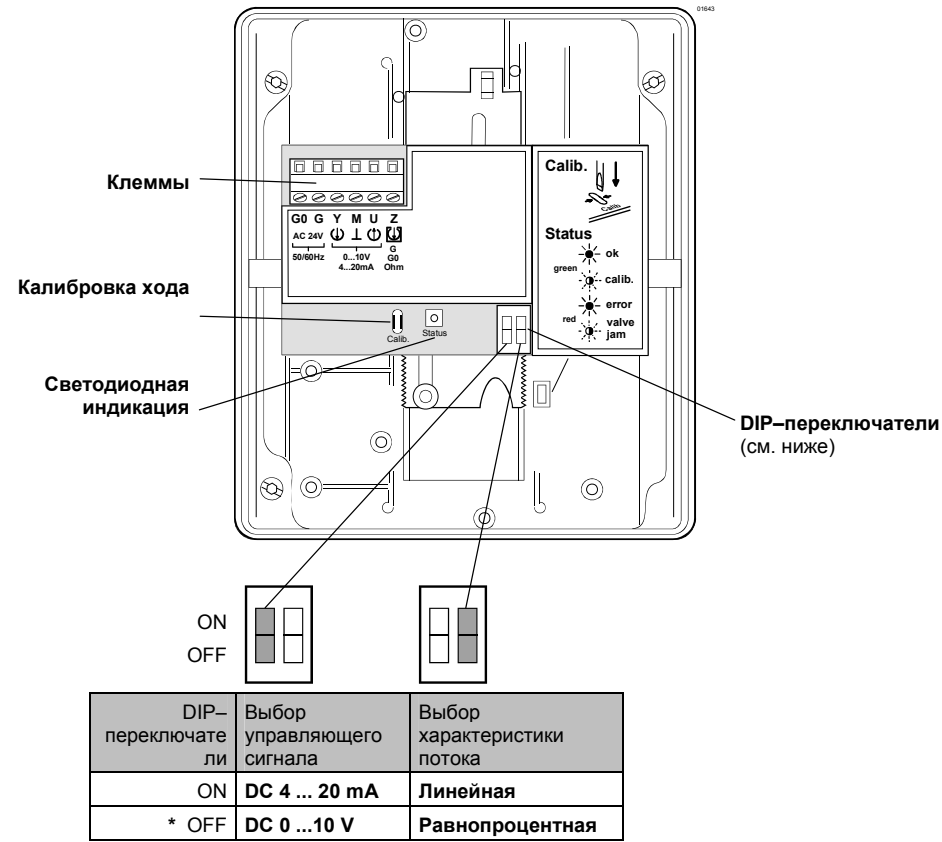 01643
Клеммы
G0 G Y M U Z
AC 24V
50/60Hz
0...10V
4...20mA
G
G0
Ohm
Calib.
Calib
Status
ok
green
calib.
error
red
valve
jam
Калибровка хода
Calib.
Status
Светодиодная
индикация
DIP–переключатели
(см. ниже)
ON
OFF
DIP–
переключате
ли
Выбор
управляющего
сигнала
Выбор
характеристики
потока
ON DC 4 ... 20 mA Линейная
* OFF DC 0 ...10 V Равнопроцентная